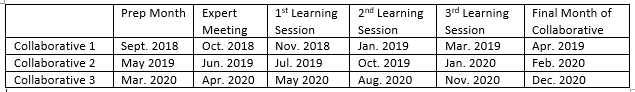 Prep Month Expert Meeting 1st Learning Session 2nd Learning Session 3rd Learning Session Final Month of Collaborative
Collaborative 1 Sept. 2018 Oct. 2018 Nov. 2018 Jan. 2019 Mar. 2019 Apr. 2019
Collaborative 2 May 2019 Jun. 2019 Jul. 2019 Oct. 2019 Jan. 2020 Feb. 2020
Collaborative 3 Mar. 2020 Apr. 2020 May 2020 Aug. 2020 Nov. 2020 Dec. 2020